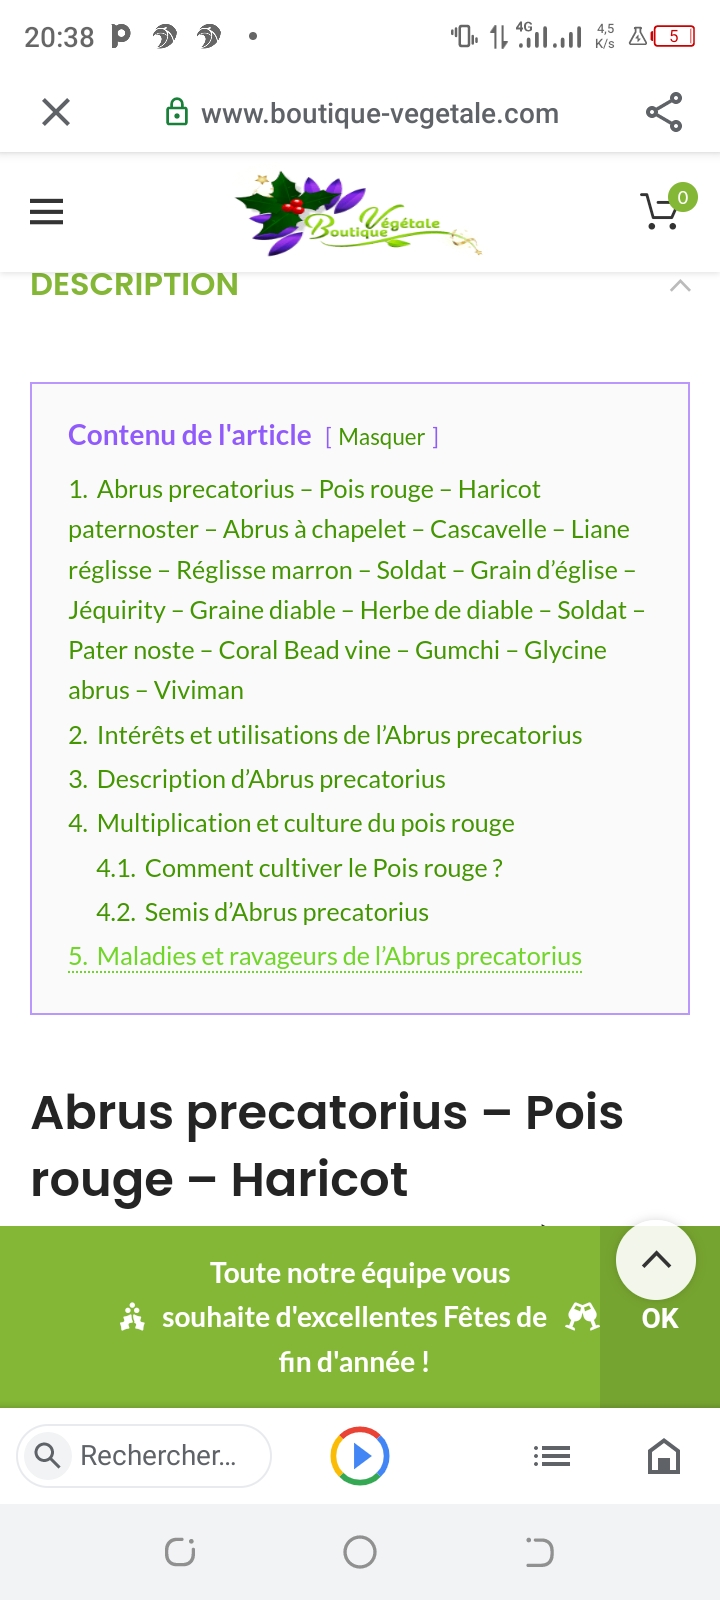 20:38
4G
4,5
K/s
5
www.boutique-vegetale.com
Boutique Végétale
0
DESCRIPTION
Contenu de l'article [ Masquer ]
1. Abrus precatorius – Pois rouge – Haricot
paternoster – Abrus à chapelet – Cascavelle – Liane
réglisse – Réglisse marron – Soldat – Grain d’église –
Jéquirity – Graine diable – Herbe de diable – Soldat –
Pater noste – Coral Bead vine – Gumchi – Glycine
abrus – Viviman
2. Intérêts et utilisations de l’Abrus precatorius
3. Description d’Abrus precatorius
4. Multiplication et culture du pois rouge
4.1. Comment cultiver le Pois rouge ?
4.2. Semis d’Abrus precatorius
5. Maladies et ravageurs de l’Abrus precatorius
Abrus precatorius – Pois
rouge – Haricot
Toute notre équipe vous
souhaite d'excellentes Fêtes de
fin d'année !
OK
Rechercher...